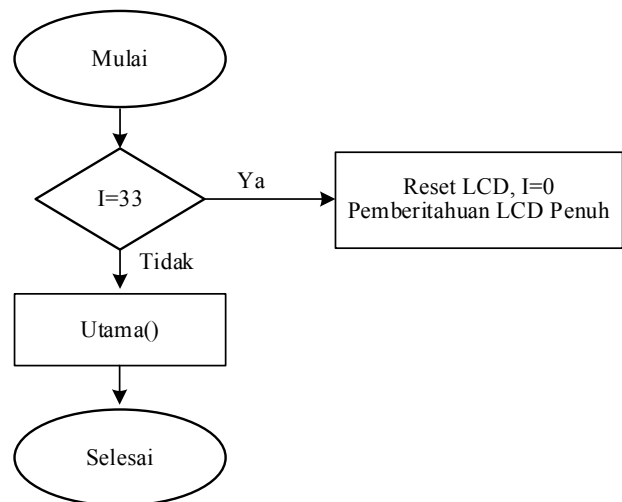 Mulai
I=33
Ya
Reset LCD, I=0
Pemberitahuan LCD Penuh
Tidak
Utama()
Selesai